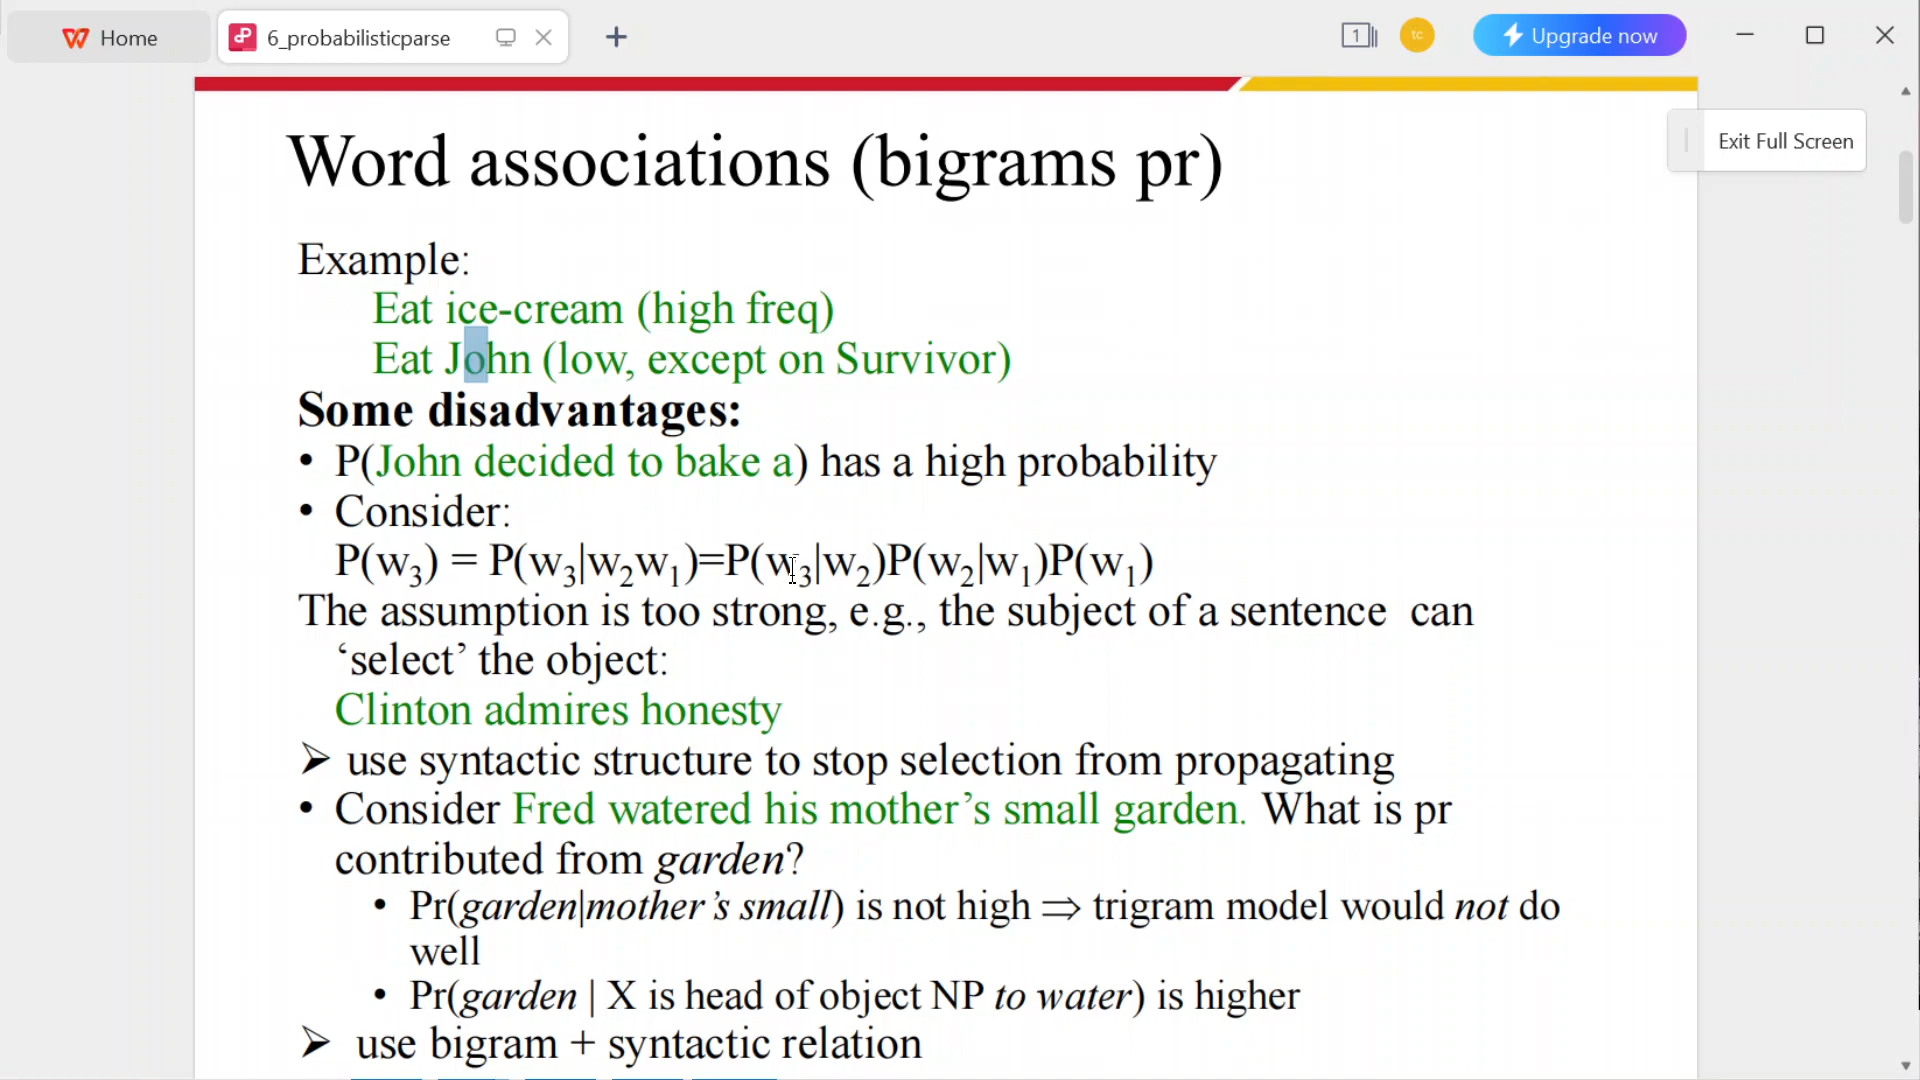 Home
6_probabilisticparse
1
tc
Upgrade now
Exit Full Screen
Word associations (bigrams pr)
Example:
Eat ice-cream (high freq)
Eat John (low, except on Survivor)
Some disadvantages:
• P(John decided to bake a) has a high probability
• Consider:
P(w₃) = P(w₃|w₂w₁)=P(w₃|w₂)P(w₂|w₁)P(w₁)
The assumption is too strong, e.g., the subject of a sentence can
‘select’ the object:
Clinton admires honesty
➢ use syntactic structure to stop selection from propagating
• Consider Fred watered his mother’s small garden. What is pr
contributed from garden?
• Pr(garden|mother’s small) is not high ⇒ trigram model would not do
well
• Pr(garden | X is head of object NP to water) is higher
➢ use bigram + syntactic relation